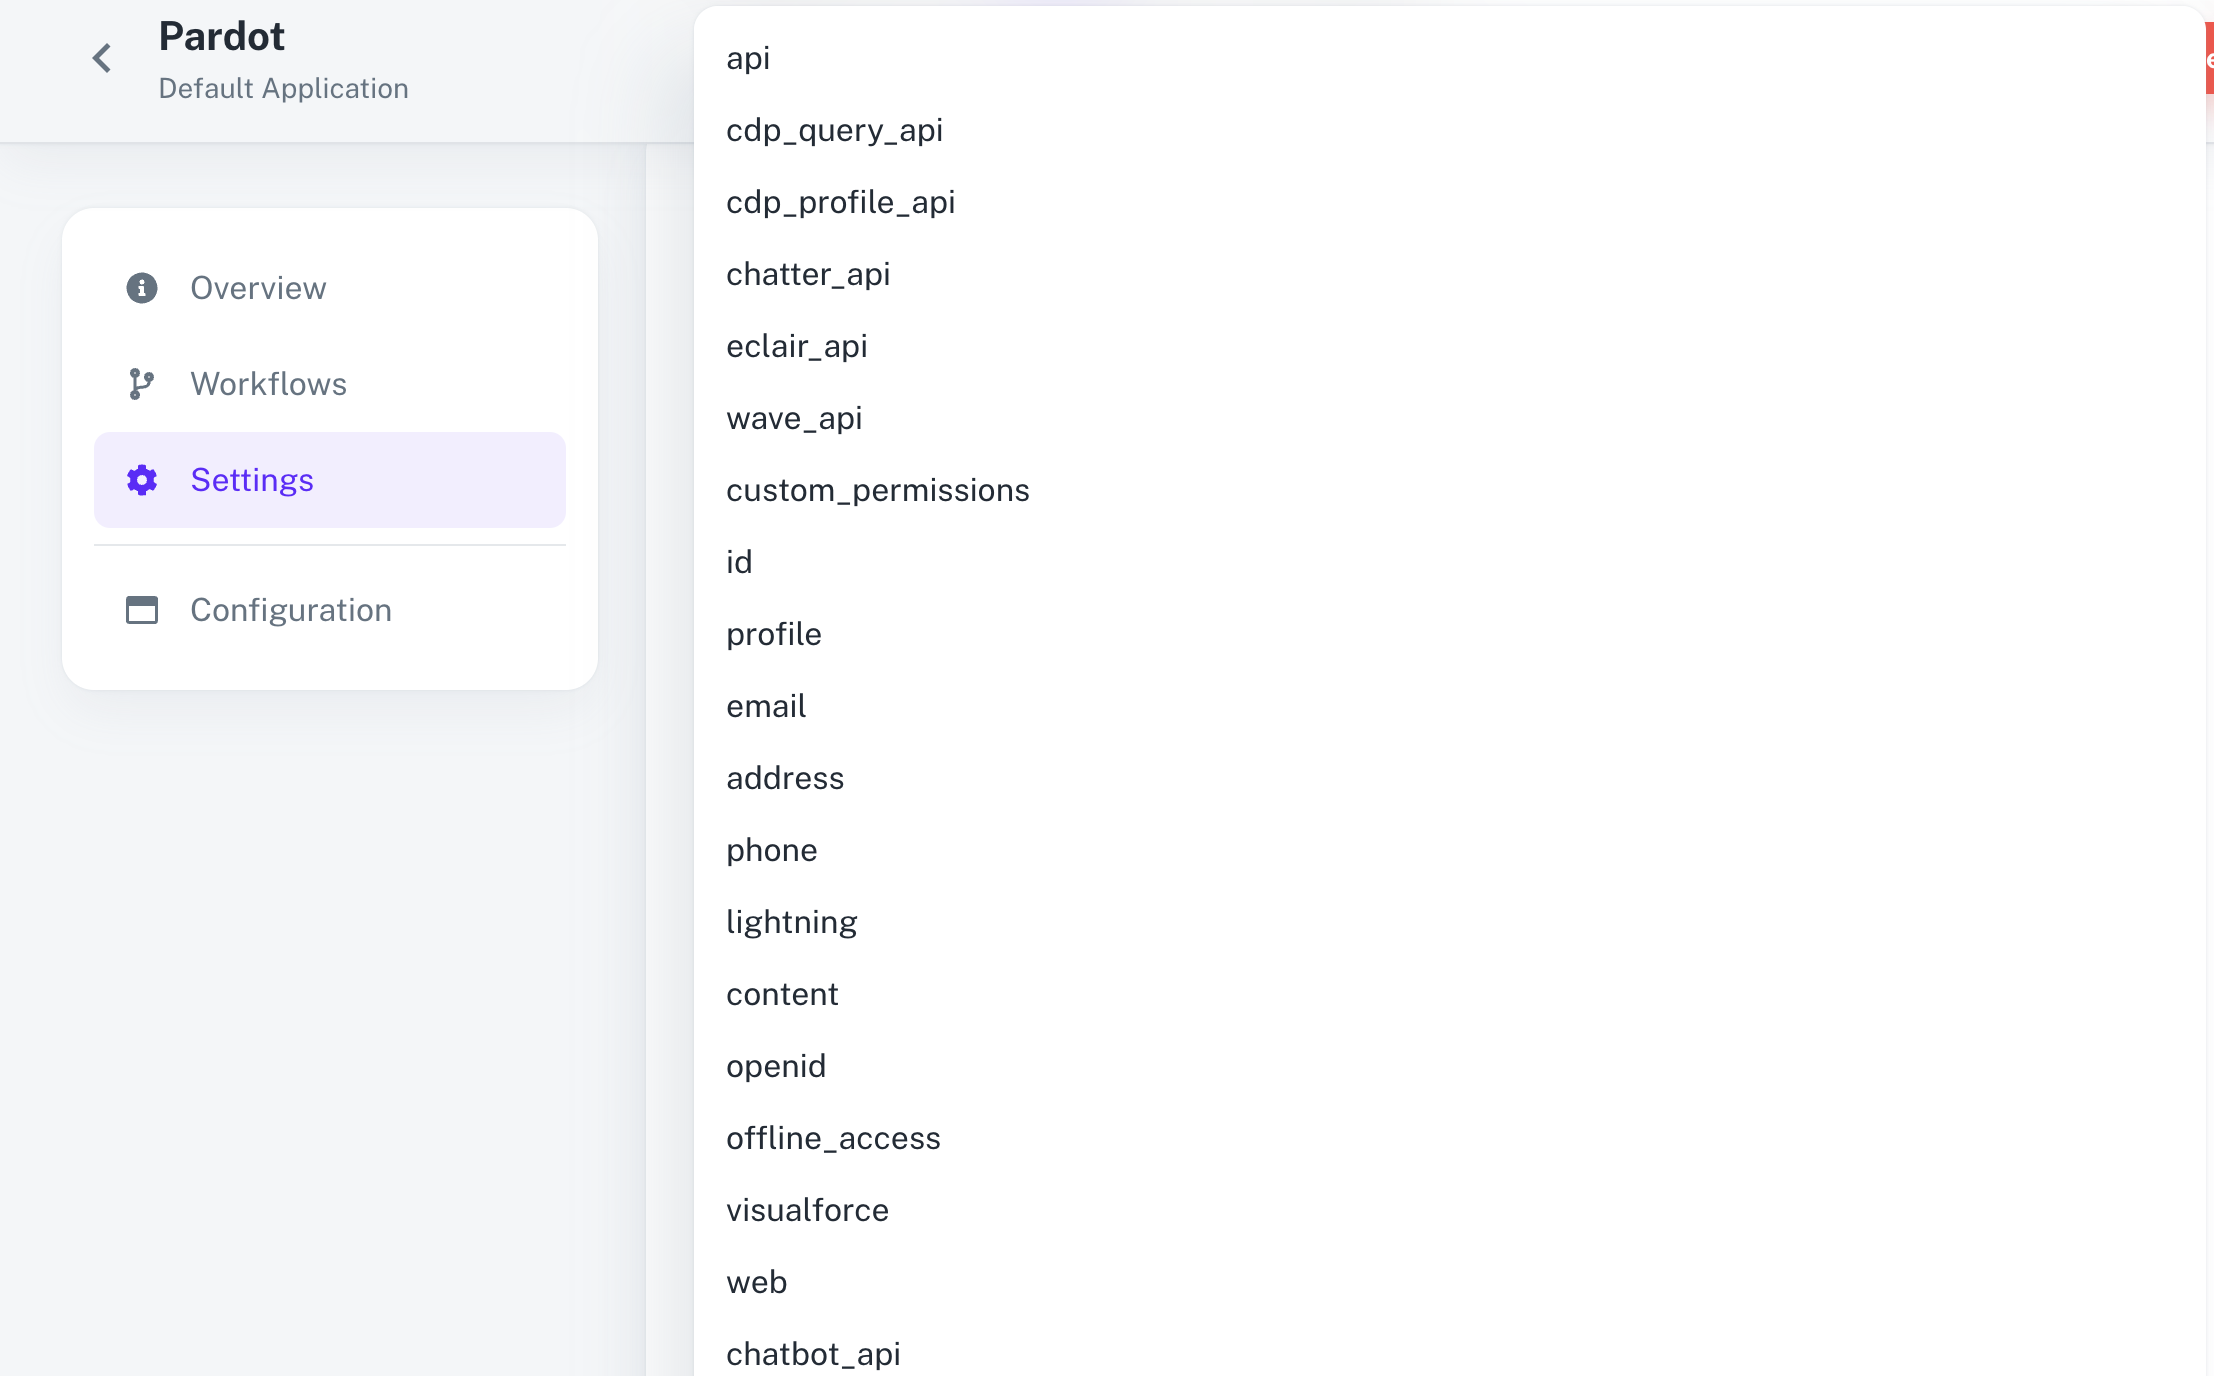 Pardot
Default Application
Overview
Workflows
Settings
Configuration
api
cdp_query_api
cdp_profile_api
chatter_api
eclair_api
wave_api
custom_permissions
id
profile
email
address
phone
lightning
content
openid
offline_access
visualforce
web
chatbot_api